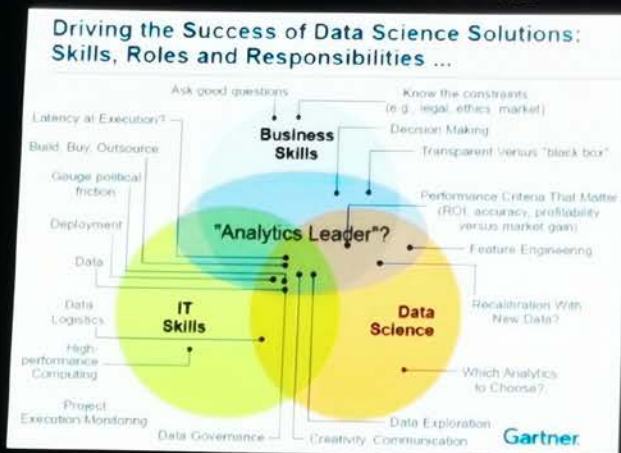 Driving the Success of Data Science Solutions:
Skills, Roles and Responsibilities ...
Ask good questions
Know the constraints
(e.g., legal, ethics, market)
Latency at Execution?
Business
Skills
Decision Making
Build, Buy, Outsource
Transparent Versus "black box"
Gauge political
friction
Performance Criteria That Matter
(ROI, accuracy, profitability
versus market gain)
"Analytics Leader"?
Deployment
Feature Engineering
Data
IT
Skills
Data
Science
Recalibration With
New Data?
Data
Logistics
High-
performance
Computing
Which Analytics
to Choose?
Project
Execution Monitoring
Data Exploration
Data Governance
Creativity Communication
Gartner